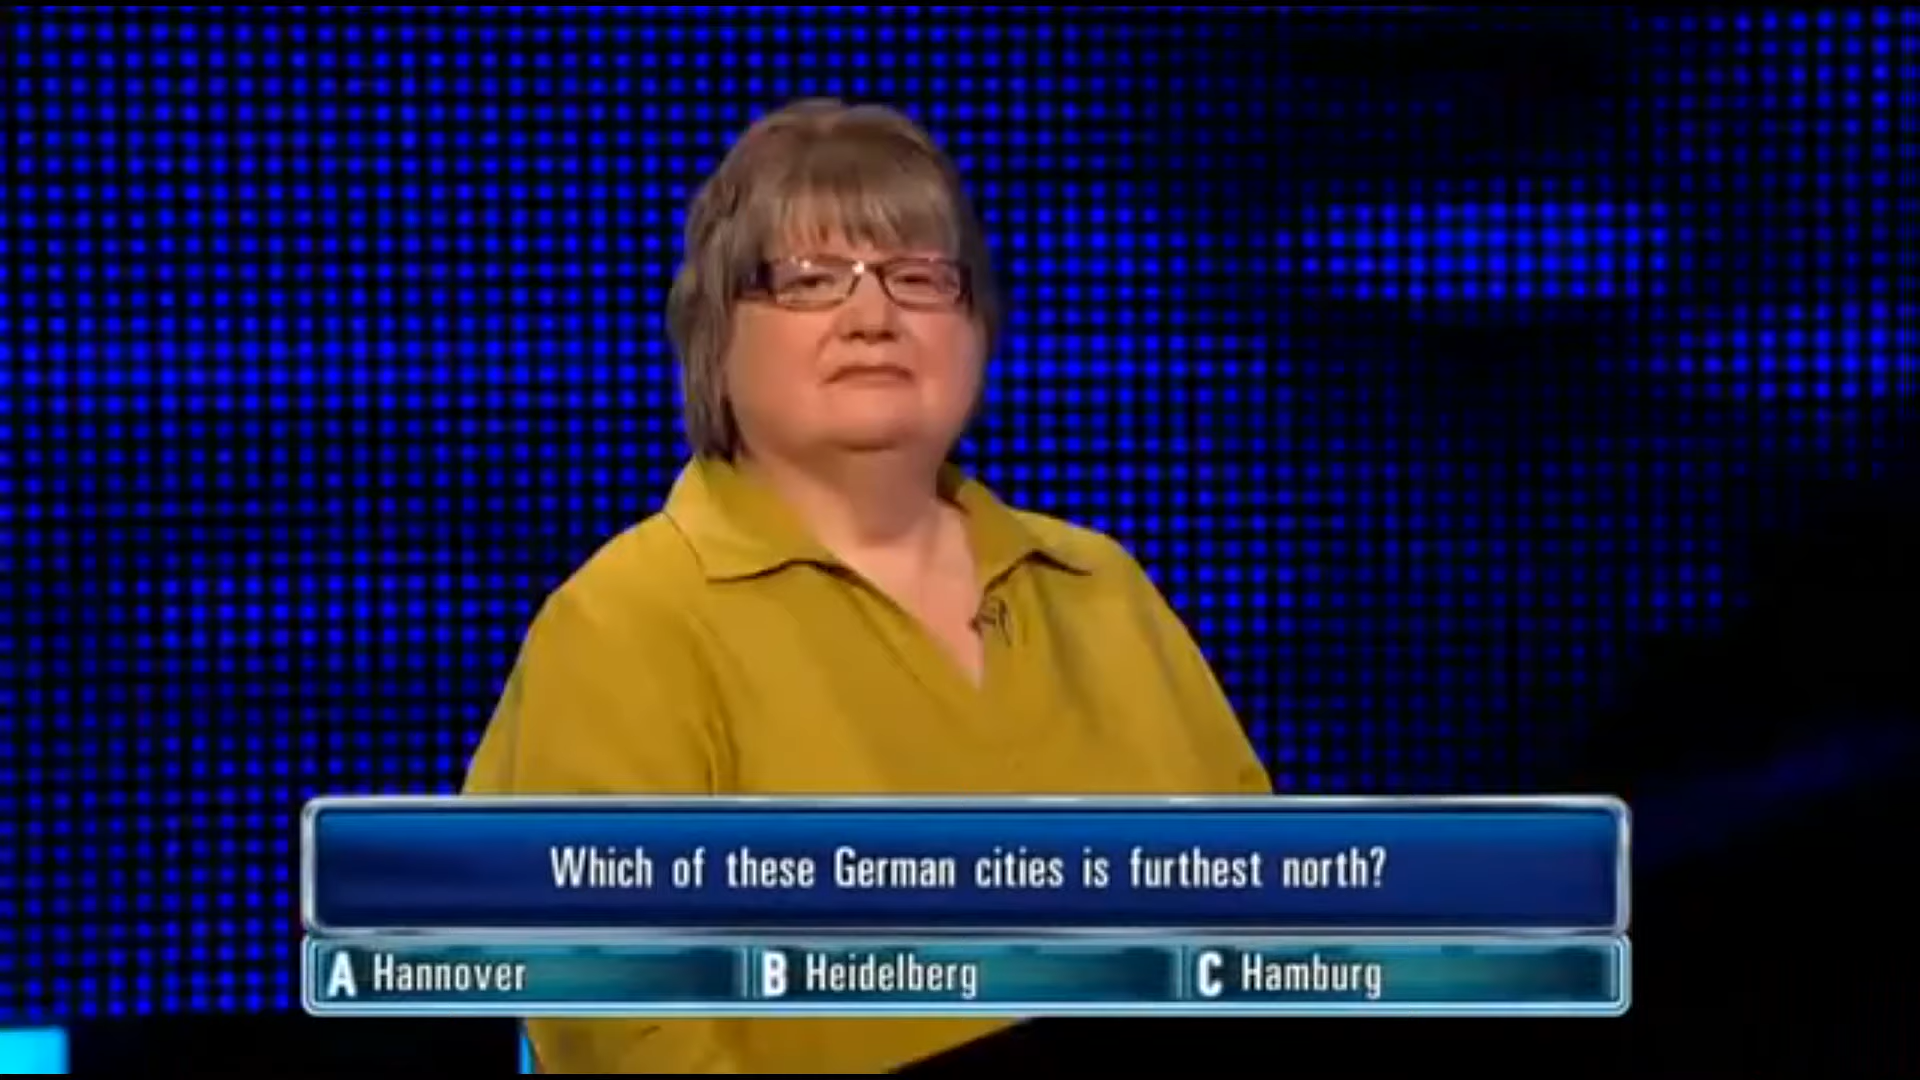 Which of these German cities is furthest north?
A Hannover B Heidelberg C Hamburg